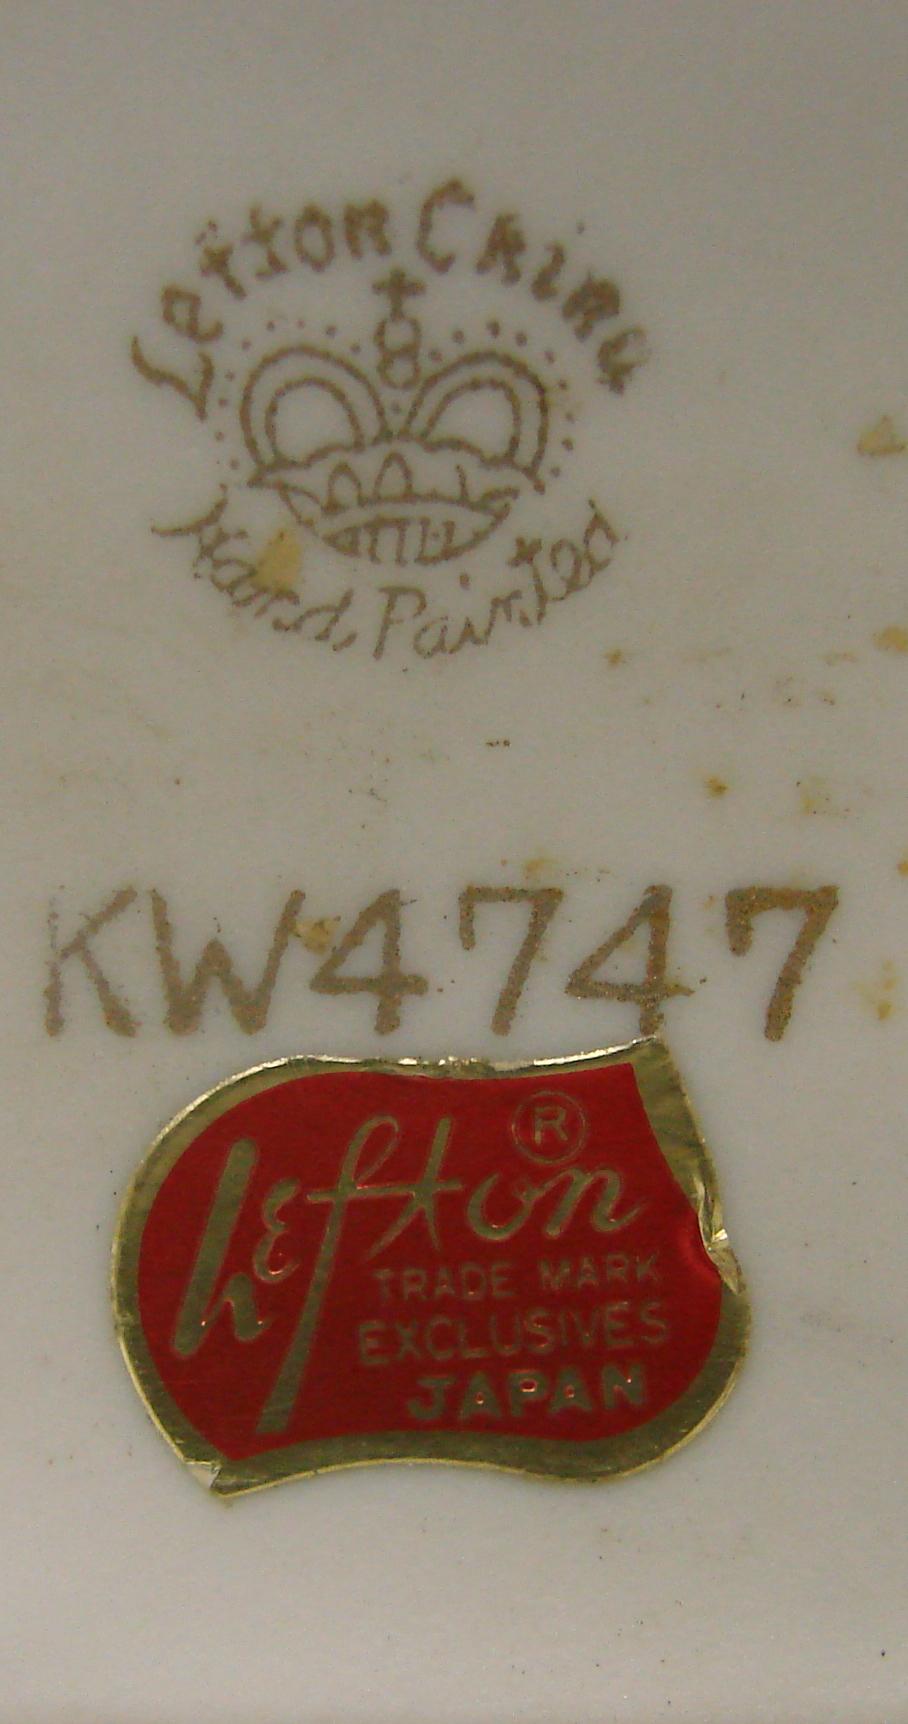 Lefton China
Hand Painted
KW4747
Lefton ®
TRADE MARK
EXCLUSIVES
JAPAN